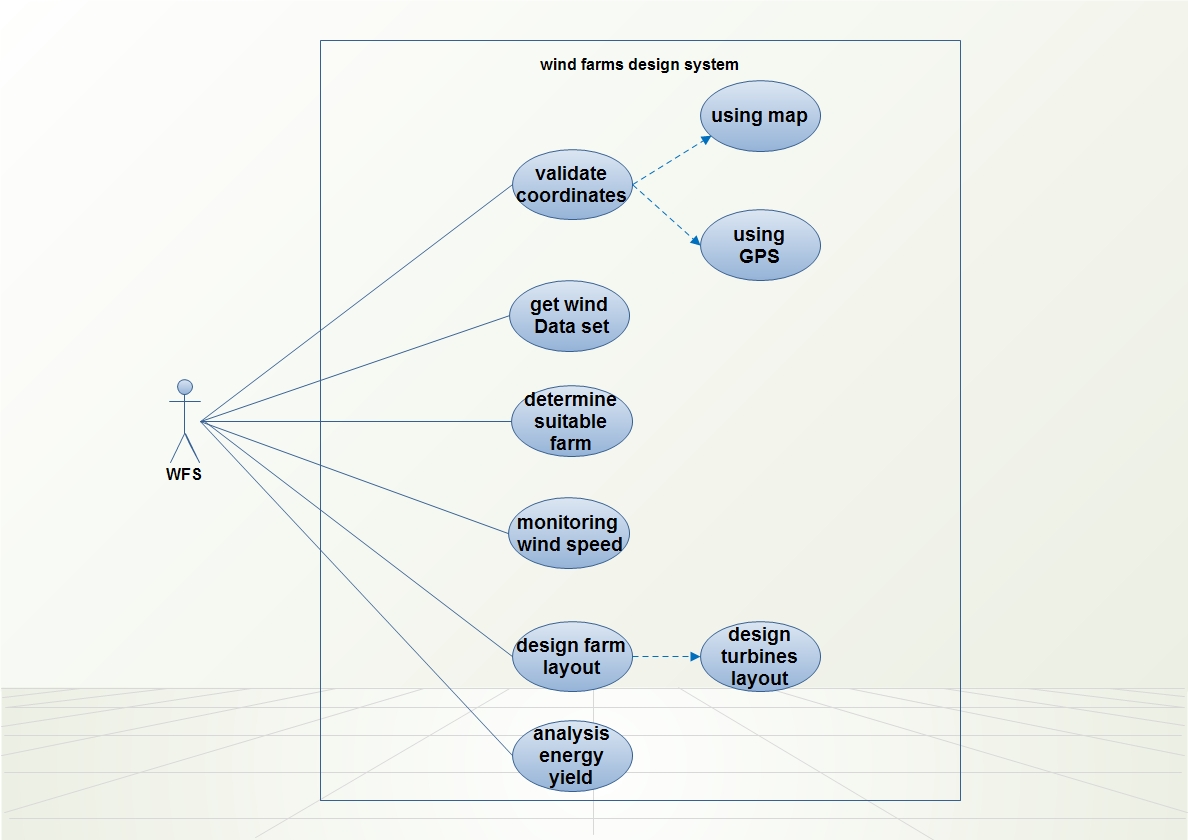 wind farms design system
using map
validate
coordinates
using
GPS
get wind
Data set
determine
suitable
farm
WFS
monitoring
wind speed
design farm
layout
design
turbines
layout
analysis
energy
yield